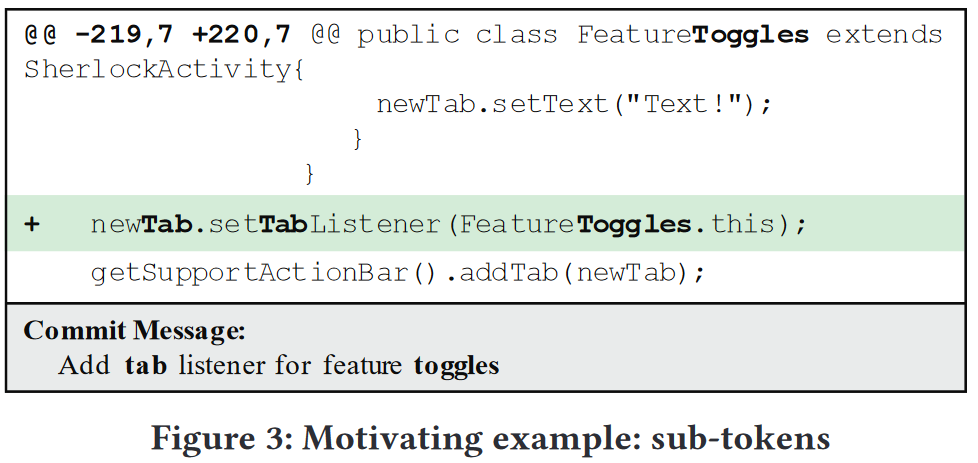 @@ -219,7 +220,7 @@ public class FeatureToggles extends
SherlockActivity{
newTab.setText("Text!");
}
}
+ newTab.setTabListener(FeatureToggles.this);
getSupportActionBar().addTab(newTab);
Commit Message:
Add tab listener for feature toggles
Figure 3: Motivating example: sub-tokens